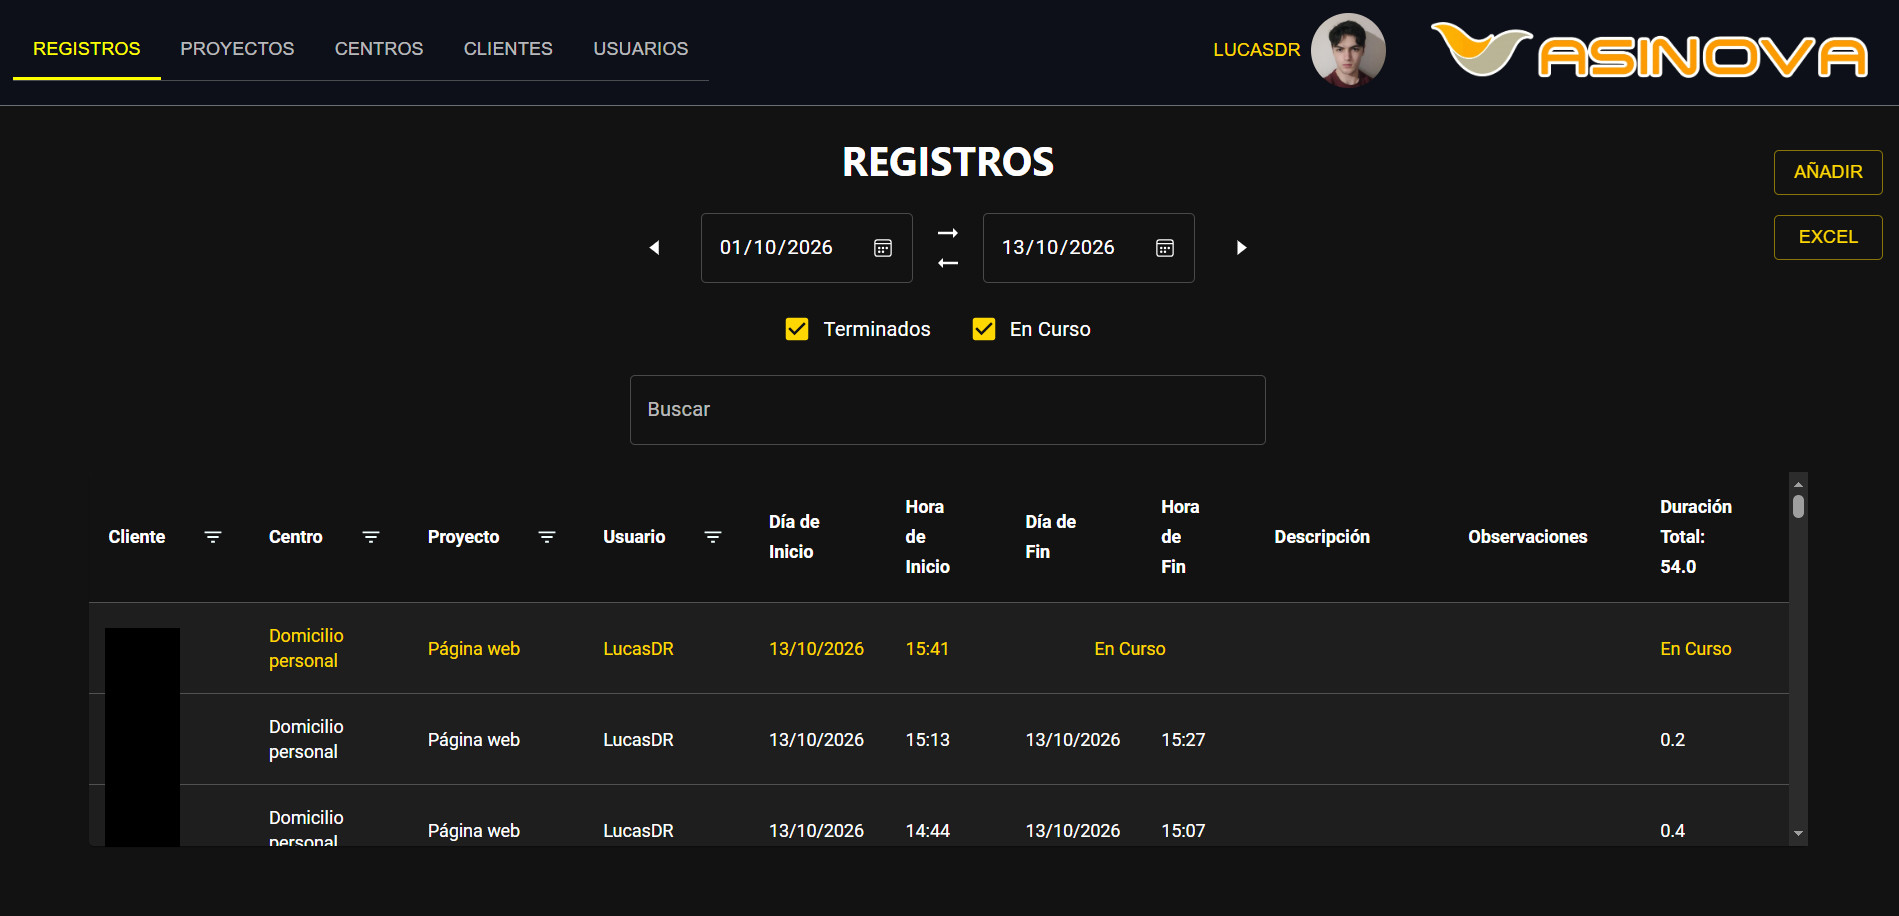 REGISTROS PROYECTOS CENTROS CLIENTES USUARIOS LUCASDR ASINOVA
REGISTROS
AÑADIR
EXCEL
01/10/2026 13/10/2026
Terminados En Curso
Buscar
Cliente Centro Proyecto Usuario Día de Inicio Hora de Inicio Día de Fin Hora de Fin Descripción Observaciones Duración Total: 54.0
Domicilio personal Página web LucasDR 13/10/2026 15:41 En Curso En Curso
Domicilio personal Página web LucasDR 13/10/2026 15:13 13/10/2026 15:27 0.2
Domicilio personal Página web LucasDR 13/10/2026 14:44 13/10/2026 15:07 0.4